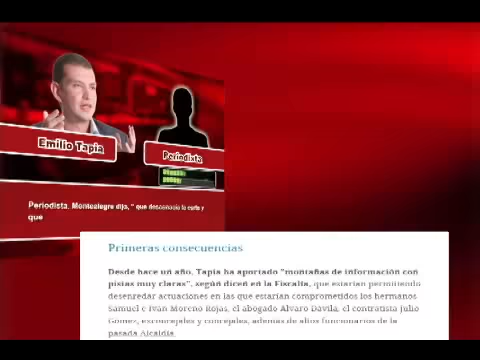 Emilio Tapia
Periodista
Periodista. Montealegre dijo, " que desconocía la carta y
que
Primeras consecuencias
Desde hace un año, Tapia ha aportado "montañas de información con
pistas muy claras", según dicen en la Fiscalía, que estarían permitiendo
desenredar actuaciones en las que estarían comprometidos los hermanos
Samuel e Iván Moreno Rojas, el abogado Álvaro Dávila, el contratista Julio
Gómez, exconcejales y concejales, además de altos funcionarios de la
pasada Alcaldía.